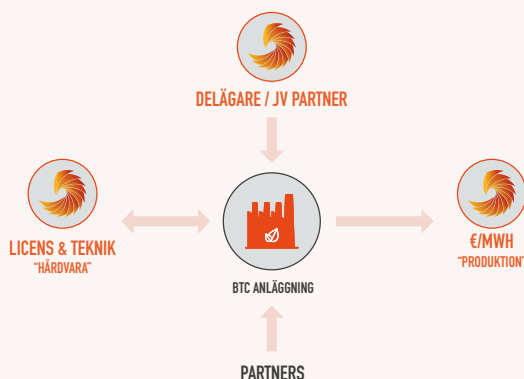 DELÄGARE / JV PARTNER
LICENS & TEKNIK
“HÅRDVARA”
BTC ANLÄGGNING
€/MWH
“PRODUKTION”
PARTNERS